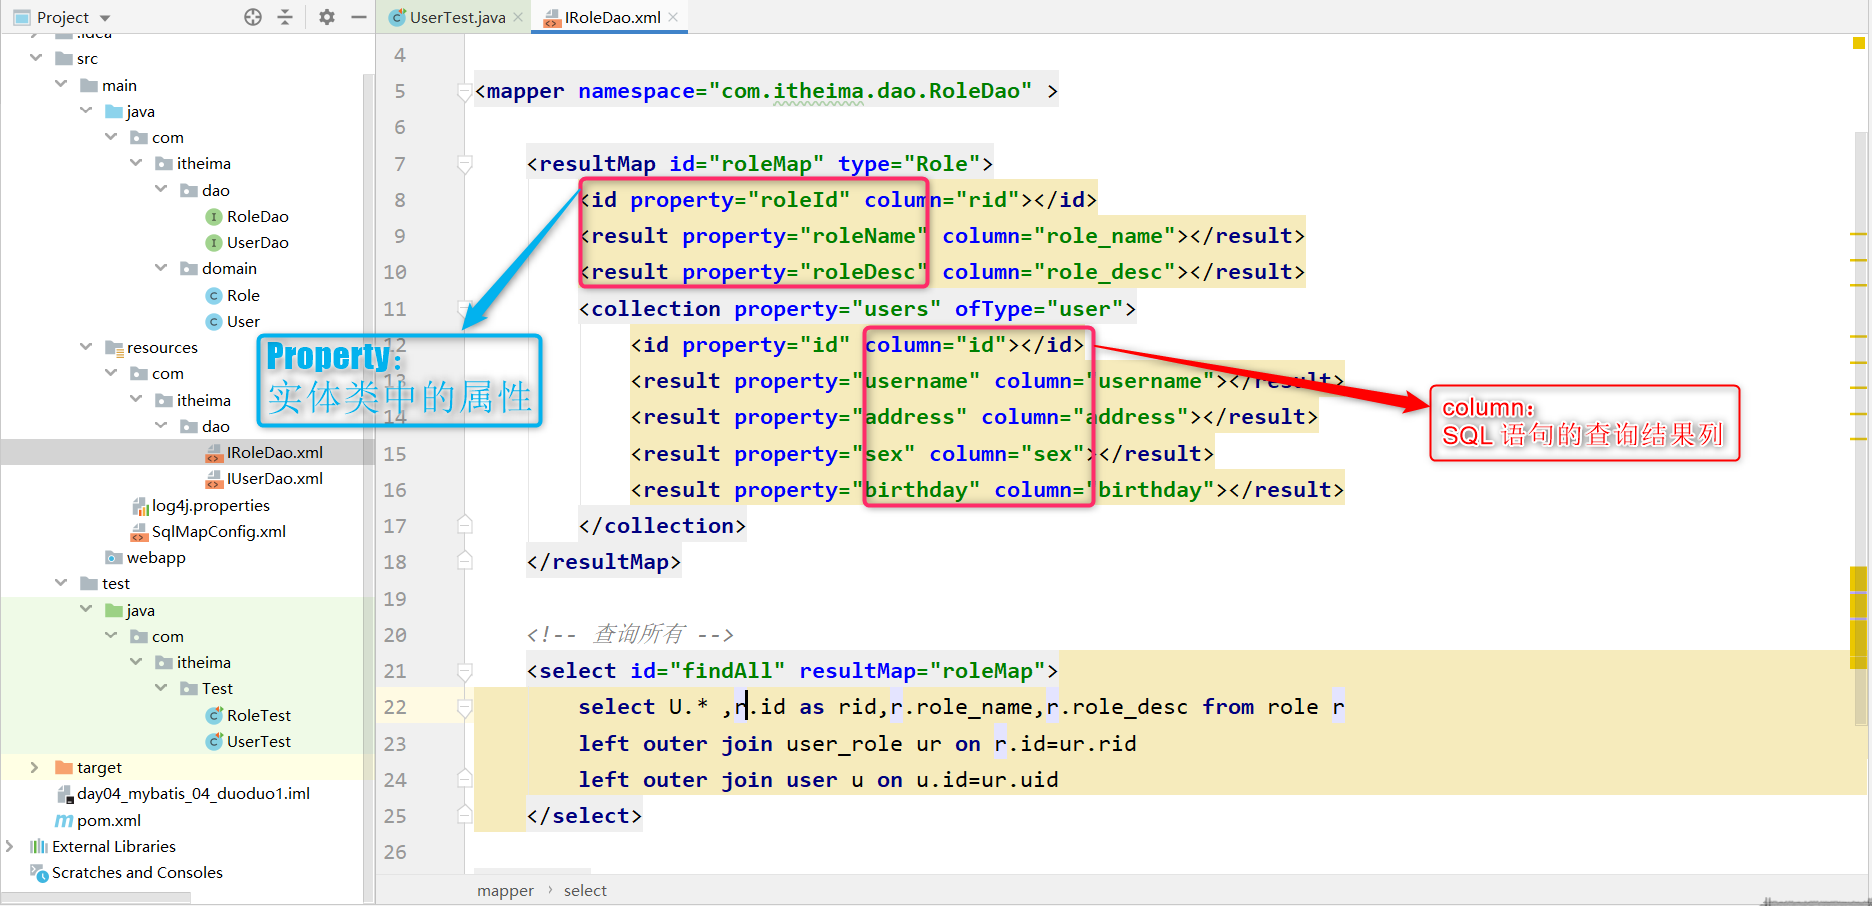 Project
UserTest.java
IRoleDao.xml
.idea
src
main
java
com
itheima
dao
RoleDao
UserDao
domain
Role
User
resources
com
itheima
dao
IRoleDao.xml
IUserDao.xml
log4j.properties
SqlMapConfig.xml
webapp
test
java
com
itheima
Test
RoleTest
UserTest
target
day04_mybatis_04_duoduo1.iml
pom.xml
External Libraries
Scratches and Consoles
4
5 <mapper namespace="com.itheima.dao.RoleDao" >
6
7 <resultMap id="roleMap" type="Role">
8 <id property="roleId" column="rid"></id>
9 <result property="roleName" column="role_name"></result>
10 <result property="roleDesc" column="role_desc"></result>
11 <collection property="users" ofType="user">
12 <id property="id" column="id"></id>
13 <result property="username" column="username"></result>
14 <result property="address" column="address"></result>
15 <result property="sex" column="sex"></result>
16 <result property="birthday" column="birthday"></result>
17 </collection>
18 </resultMap>
19
20 <!-- 查询所有 -->
21 <select id="findAll" resultMap="roleMap">
22 select U.* ,r.id as rid,r.role_name,r.role_desc from role r
23 left outer join user_role ur on r.id=ur.rid
24 left outer join user u on u.id=ur.uid
25 </select>
26
Property：
实体类中的属性
column：
SQL 语句的查询结果列
mapper › select